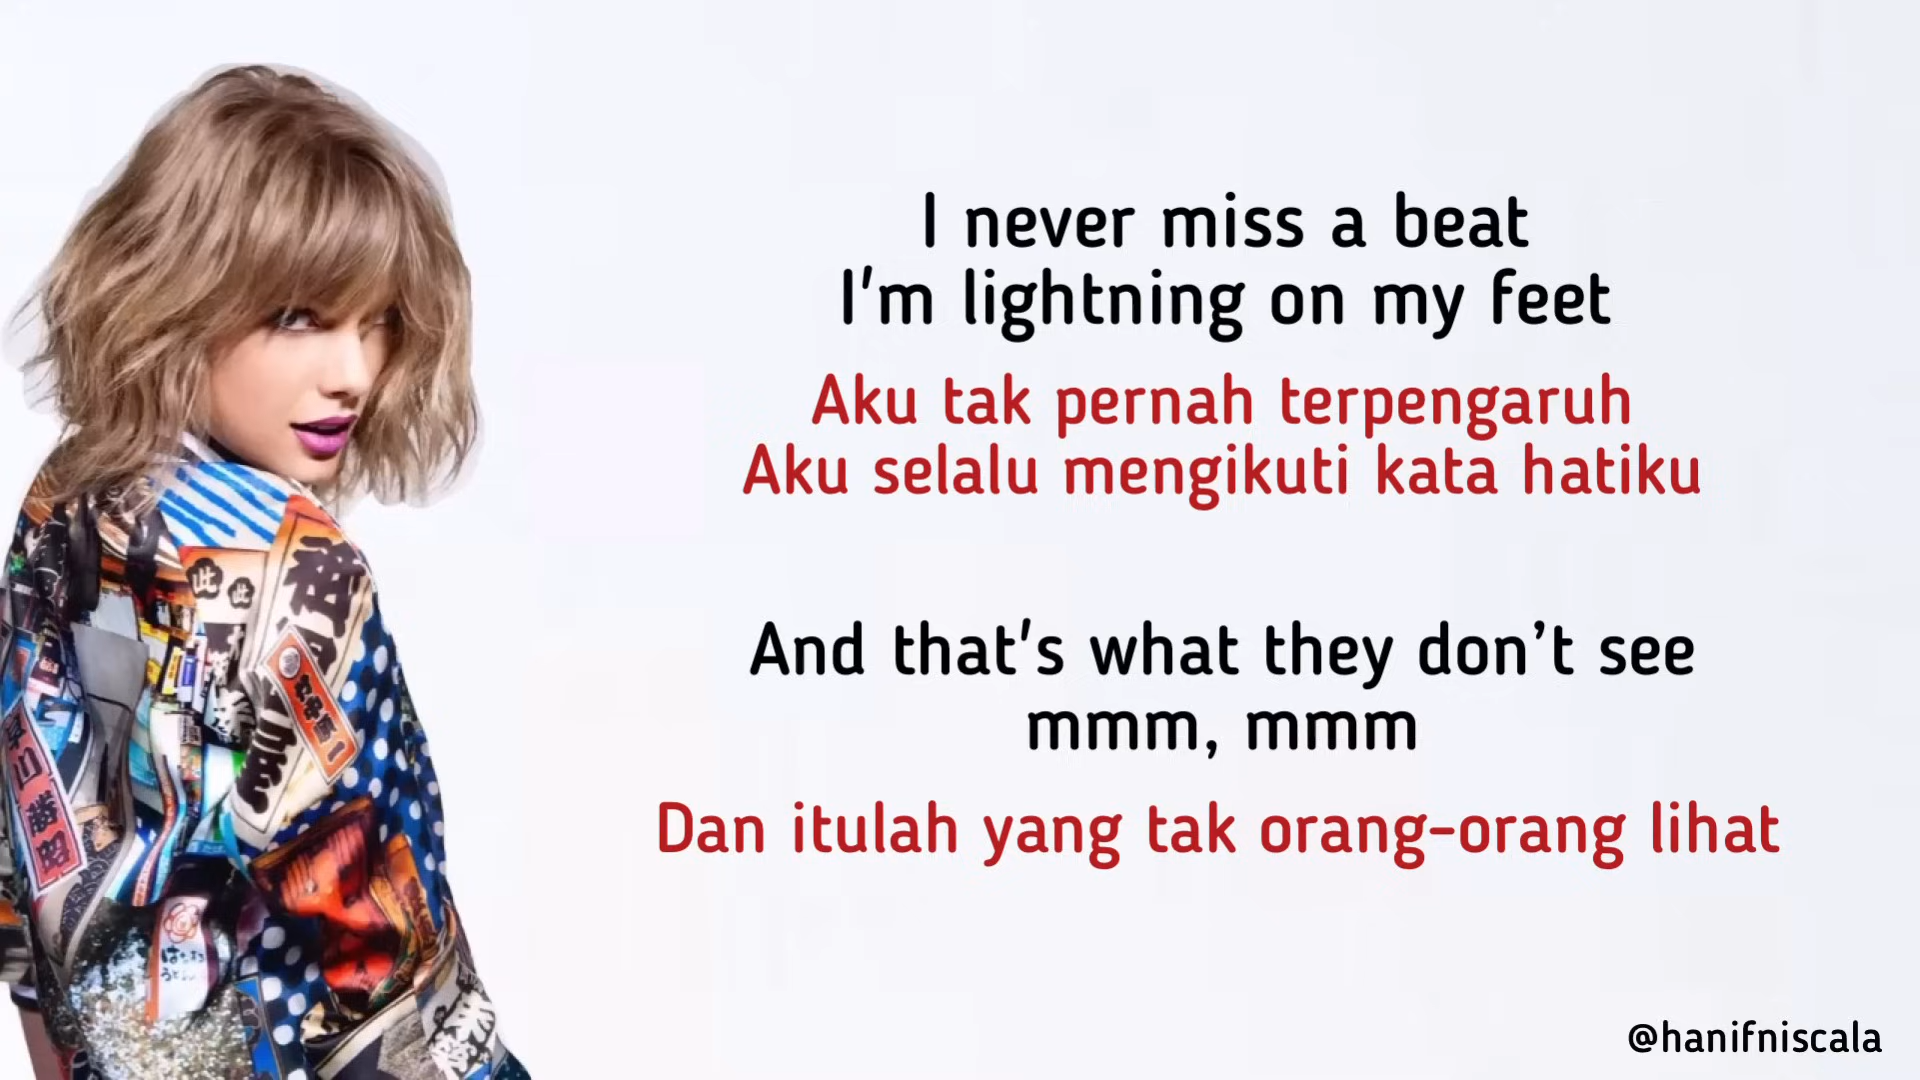 I never miss a beat
I'm lightning on my feet
Aku tak pernah terpengaruh
Aku selalu mengikuti kata hatiku
And that's what they don’t see
mmm, mmm
Dan itulah yang tak orang-orang lihat
@hanifniscala